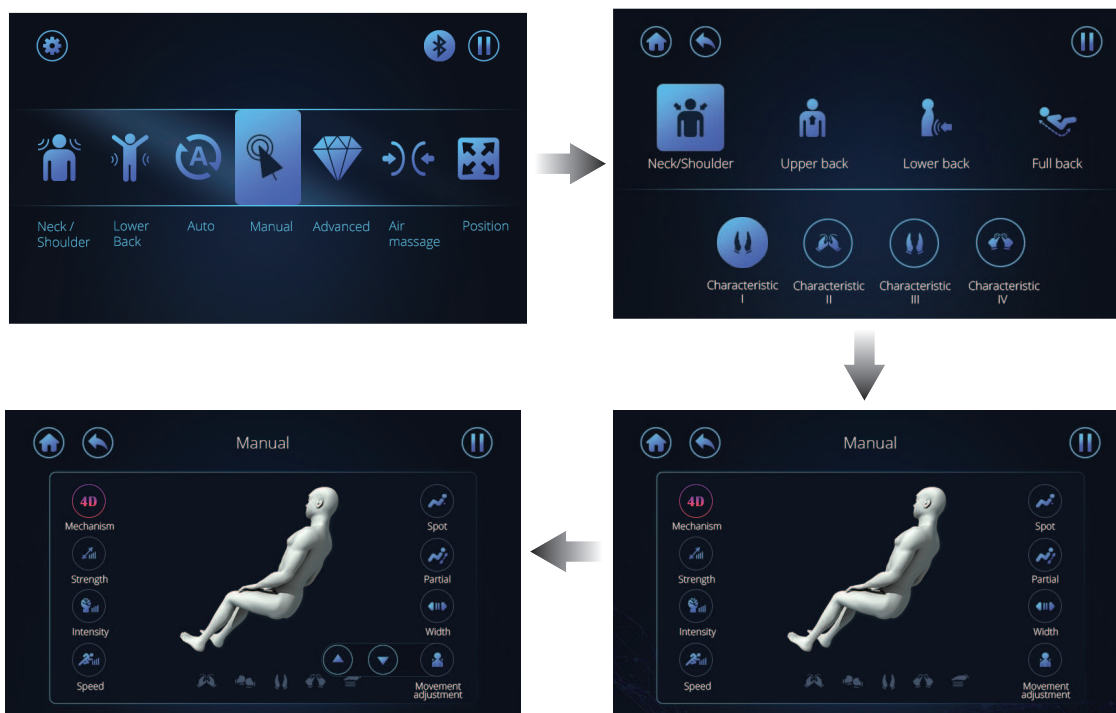 A
Neck /
Shoulder
Lower
Back
Auto
Manual
Advanced
Air
massage
Position
Neck/Shoulder
Upper back
Lower back
Full back
Characteristic
I
Characteristic
II
Characteristic
III
Characteristic
IV
Manual
4D
Mechanism
Strength
Intensity
Speed
Spot
Partial
Width
Movement
adjustment
Manual
4D
Mechanism
Strength
Intensity
Speed
Spot
Partial
Width
Movement
adjustment